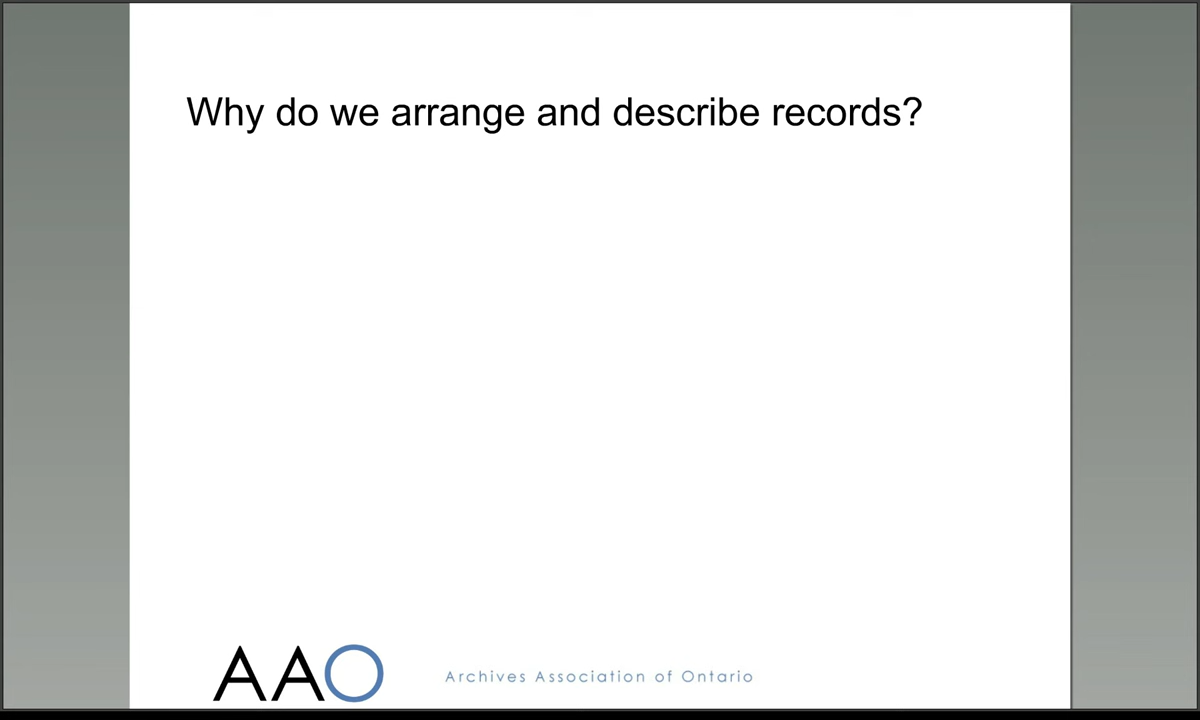 Why do we arrange and describe records?
AAO
Archives Association of Ontario